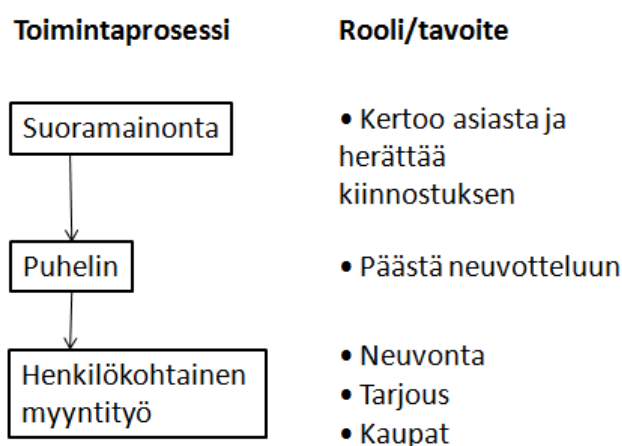 Toimintaprosessi
Rooli/tavoite
Suoramainonta
• Kertoo asiasta ja
herättää
kiinnostuksen
Puhelin
• Päästä neuvotteluun
Henkilökohtainen
myyntityö
• Neuvonta
• Tarjous
• Kaupat